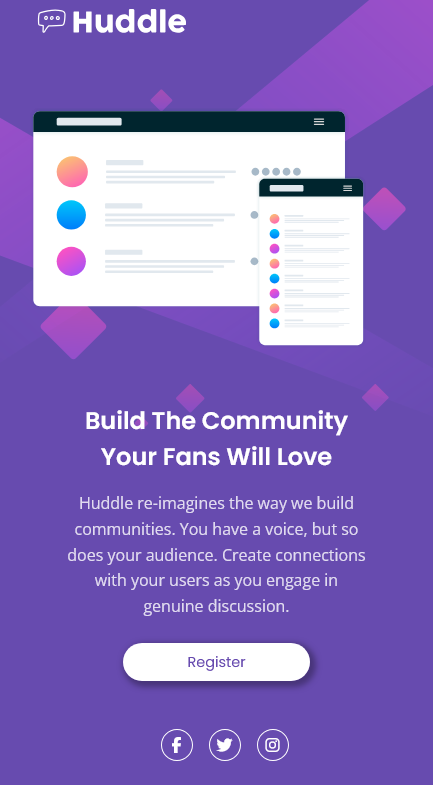 Huddle
Build The Community
Your Fans Will Love
Huddle re-imagines the way we build
communities. You have a voice, but so
does your audience. Create connections
with your users as you engage in
genuine discussion.
Register